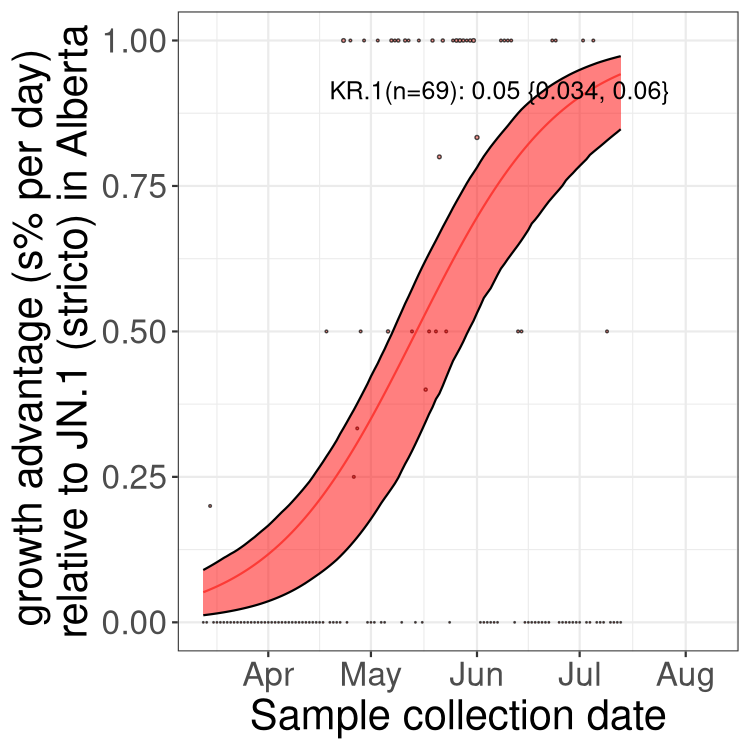 growth advantage (s% per day)
relative to JN.1 (stricto) in Alberta
1.00
0.75
0.50
0.25
0.00
KR.1(n=69): 0.05 {0.034, 0.06}
Apr May Jun Jul Aug
Sample collection date